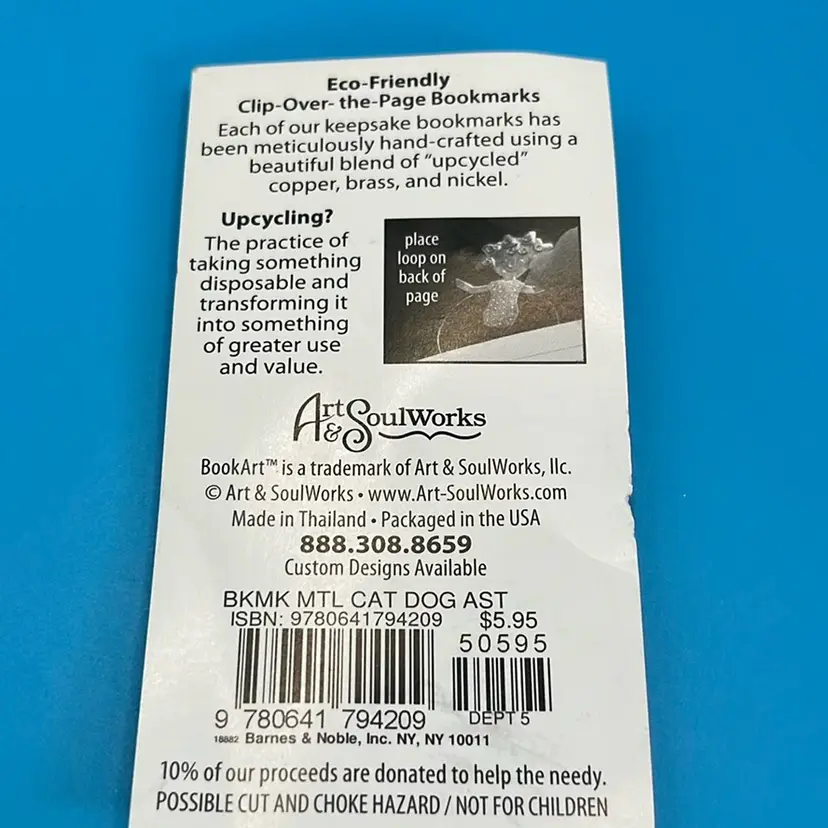 Eco-Friendly
Clip-Over- the-Page Bookmarks
Each of our keepsake bookmarks has
been meticulously hand-crafted using a
beautiful blend of “upcycled”
copper, brass, and nickel.
Upcycling?
The practice of
taking something
disposable and
transforming it
into something
of greater use
and value.
place
loop on
back of
page
Art & SoulWorks
BookArt™ is a trademark of Art & SoulWorks, llc.
© Art & SoulWorks • www.Art-SoulWorks.com
Made in Thailand • Packaged in the USA
888.308.8659
Custom Designs Available
BKMK MTL CAT DOG AST
ISBN: 9780641794209 $5.95
50595
9 780641 794209 DEPT 5
18882 Barnes & Noble, Inc. NY, NY 10011
10% of our proceeds are donated to help the needy.
POSSIBLE CUT AND CHOKE HAZARD / NOT FOR CHILDREN